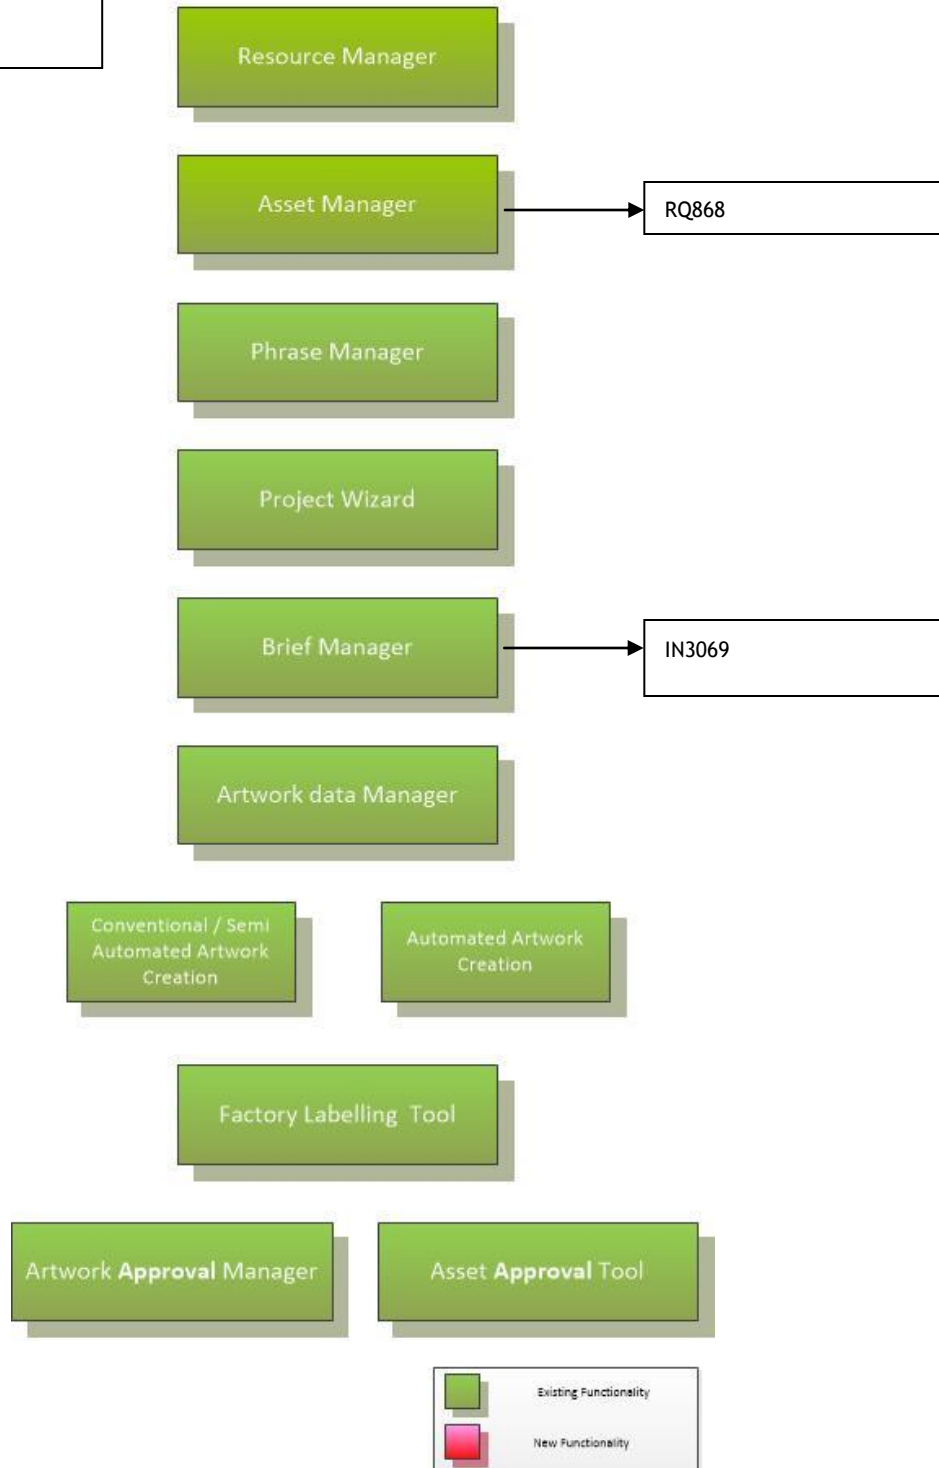 Resource Manager
Asset Manager
RQ868
Phrase Manager
Project Wizard
Brief Manager
IN3069
Artwork data Manager
Conventional / Semi
Automated Artwork
Creation
Automated Artwork
Creation
Factory Labelling Tool
Artwork Approval Manager
Asset Approval Tool
Existing Functionality
New Functionality